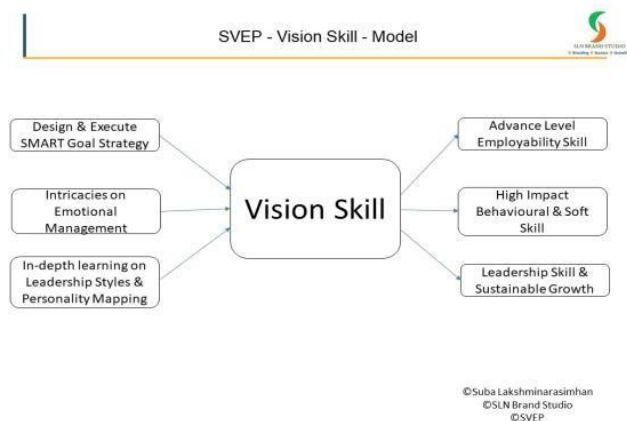 SVEP - Vision Skill - Model
SLN BRAND STUDIO
Design & Execute
SMART Goal Strategy
Intricacies on
Emotional
Management
In-depth learning on
Leadership Styles &
Personality Mapping
Vision Skill
Advance Level
Employability Skill
High Impact
Behavioural & Soft
Skill
Leadership Skill &
Sustainable Growth
©Suba Lakshminarasimhan
©SLN Brand Studio
©SVEP